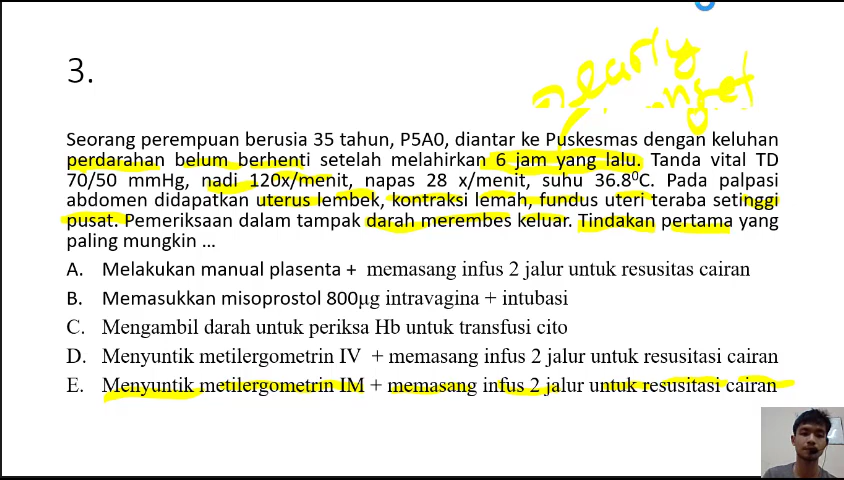 3.
Dearly
Seorang perempuan berusia 35 tahun, P5A0, diantar ke Puskesmas dengan keluhan
perdarahan belum berhenti setelah melahirkan 6 jam yang lalu. Tanda vital TD
70/50 mmHg, nadi 120x/menit, napas 28 x/menit, suhu 36.8⁰C. Pada palpasi
abdomen didapatkan uterus lembek, kontraksi lemah, fundus uteri teraba setinggi
pusat. Pemeriksaan dalam tampak darah merembes keluar. Tindakan pertama yang
paling mungkin ...
A. Melakukan manual plasenta + memasang infus 2 jalur untuk resusitas cairan
B. Memasukkan misoprostol 800µg intravagina + intubasi
C. Mengambil darah untuk periksa Hb untuk transfusi cito
D. Menyuntik metilergometrin IV + memasang infus 2 jalur untuk resusitasi cairan
E. Menyuntik metilergometrin IM + memasang infus 2 jalur untuk resusitasi cairan